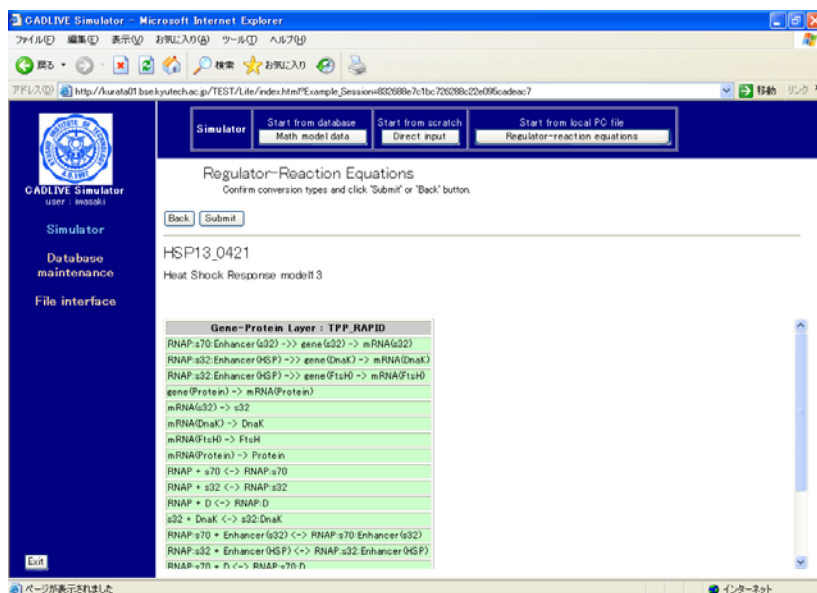 CADLIVE Simulator - Microsoft Internet Explorer
ファイル(F) 編集(E) 表示(V) お気に入り(A) ツール(T) ヘルプ(H)
戻る 検索 お気に入り
アドレス(D) http://kurata01.bse.kyutech.ac.jp/TEST/Life/index.html?Example_Session=832688e7c1bc726288c22e095cadeac7 移動 リンク
Simulator
Start from database
Math model data
Start from scratch
Direct input
Start from local PC file
Regulator-reaction equations
CADLIVE Simulator
user : iwasaki
Simulator
Database
maintenance
File interface
Exit
Regulator-Reaction Equations
Confirm conversion types and click 'Submit' or 'Back' button.
Back Submit
HSP13_0421
Heat Shock Response model13
Gene-Protein Layer : TPP_RAPID
RNAP:s70:Enhancer(s32) ->> gene(s32) -> mRNA(s32)
RNAP:s32:Enhancer(HSP) ->> gene(DnaK) -> mRNA(DnaK)
RNAP:s32:Enhancer(HSP) ->> gene(FtsH) -> mRNA(FtsH)
gene(Protein) -> mRNA(Protein)
mRNA(s32) -> s32
mRNA(DnaK) -> DnaK
mRNA(FtsH) -> FtsH
mRNA(Protein) -> Protein
RNAP + s70 <-> RNAP:s70
RNAP + s32 <-> RNAP:s32
RNAP + D <-> RNAP:D
s32 + DnaK <-> s32:DnaK
RNAP:s70 + Enhancer(s32) <-> RNAP:s70:Enhancer(s32)
RNAP:s32 + Enhancer(HSP) <-> RNAP:s32:Enhancer(HSP)
RNAP:s70 + D <-> RNAP:s70:D
ページが表示されました インターネット